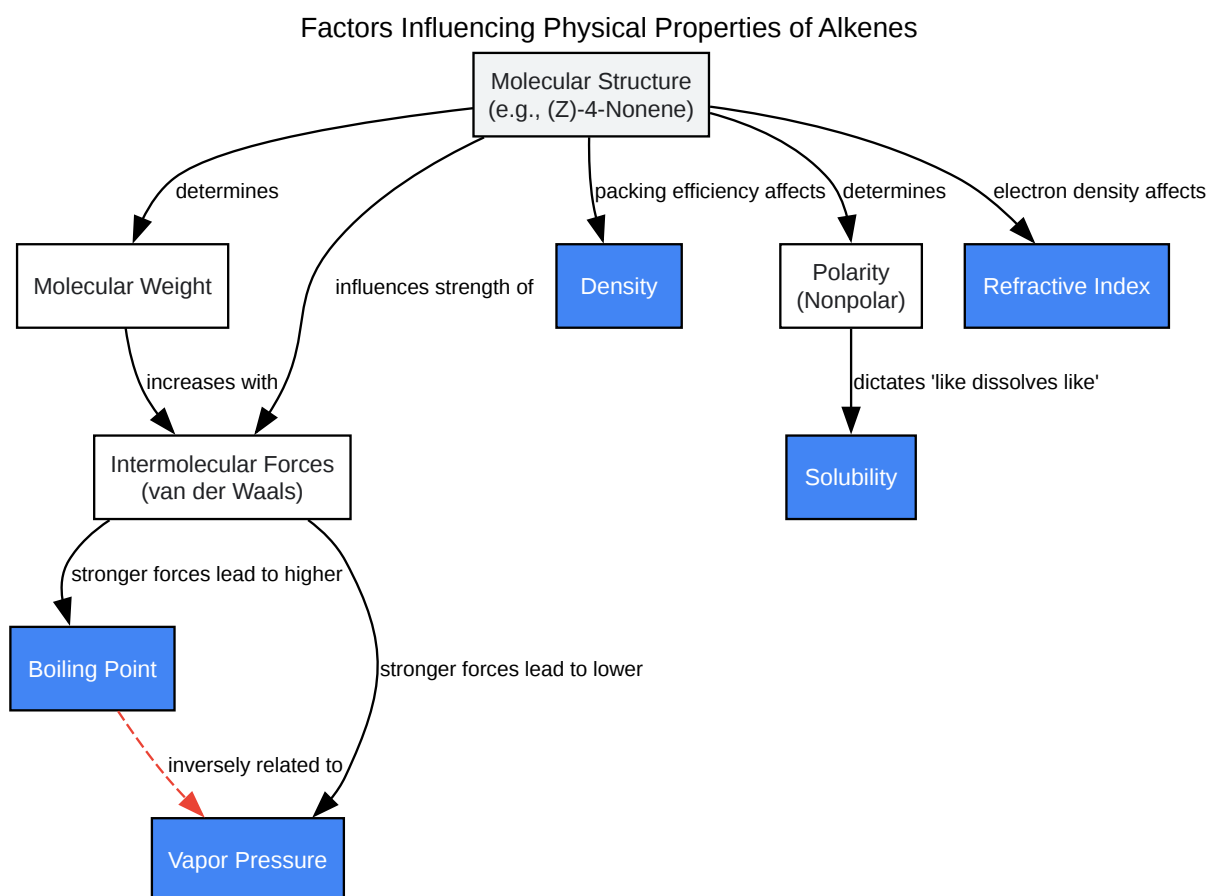 Factors Influencing Physical Properties of Alkenes
Molecular Structure
(e.g., (Z)-4-Nonene)
determines
packing efficiency affects
determines
electron density affects
Molecular Weight
influences strength of
Density
Polarity
(Nonpolar)
Refractive Index
increases with
dictates 'like dissolves like'
Intermolecular Forces
(van der Waals)
Solubility
stronger forces lead to higher
Boiling Point
stronger forces lead to lower
inversely related to
Vapor Pressure